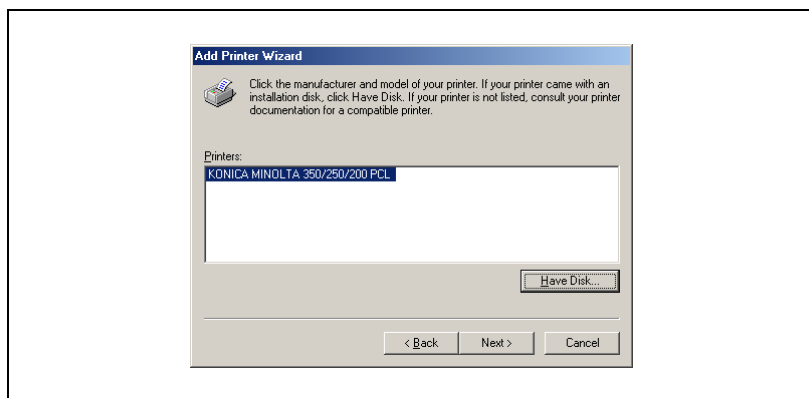 Add Printer Wizard
Click the manufacturer and model of your printer. If your printer came with an
installation disk, click Have Disk. If your printer is not listed, consult your printer
documentation for a compatible printer.
Printers:
KONICA MINOLTA 350/250/200 PCL
Have Disk...
< Back Next > Cancel